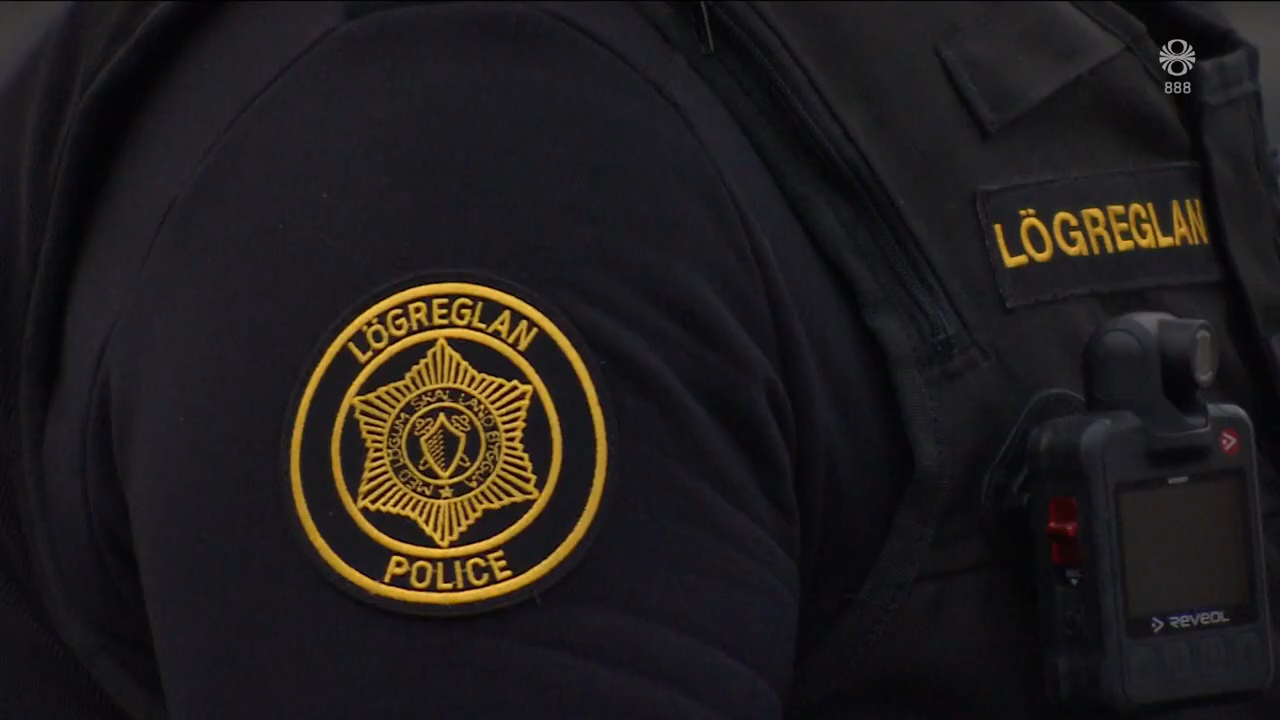 888
LÖGREGLAN
LÖGREGLAN
MEÐ LÖGUM SKAL LAND BYGGJA
POLICE
REVEAL